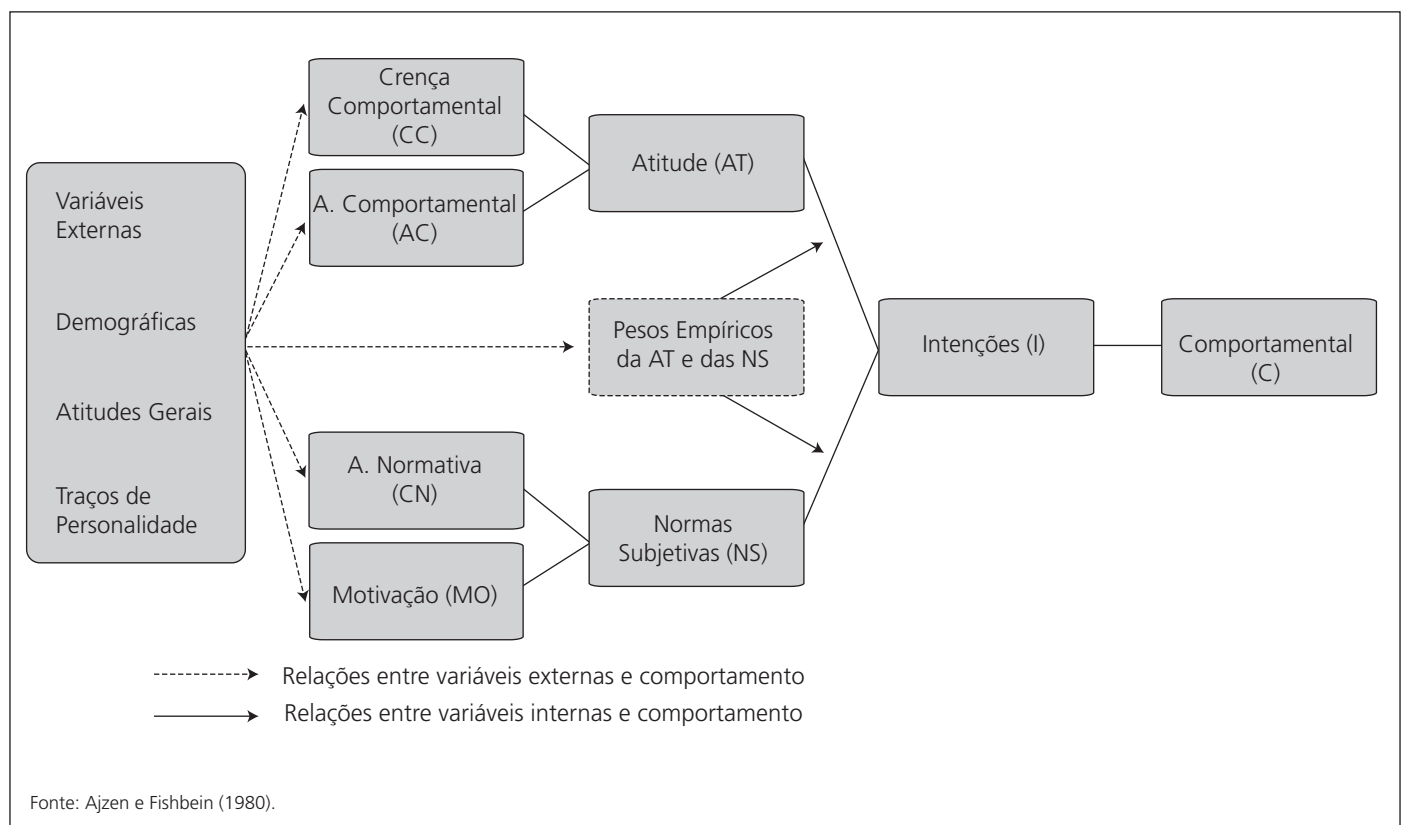 Variáveis
Externas
Demográficas
Atitudes Gerais
Traços de
Personalidade
Crença
Comportamental
(CC)
A. Comportamental
(AC)
A. Normativa
(CN)
Motivação (MO)
Atitude (AT)
Pesos Empíricos
da AT e das NS
Normas
Subjetivas (NS)
Intenções (I)
Comportamental
(C)
Relações entre variáveis externas e comportamento
Relações entre variáveis internas e comportamento
Fonte: Ajzen e Fishbein (1980).